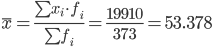 x̄ = ∑xᵢ·fᵢ / ∑fᵢ = 19910 / 373 = 53.378